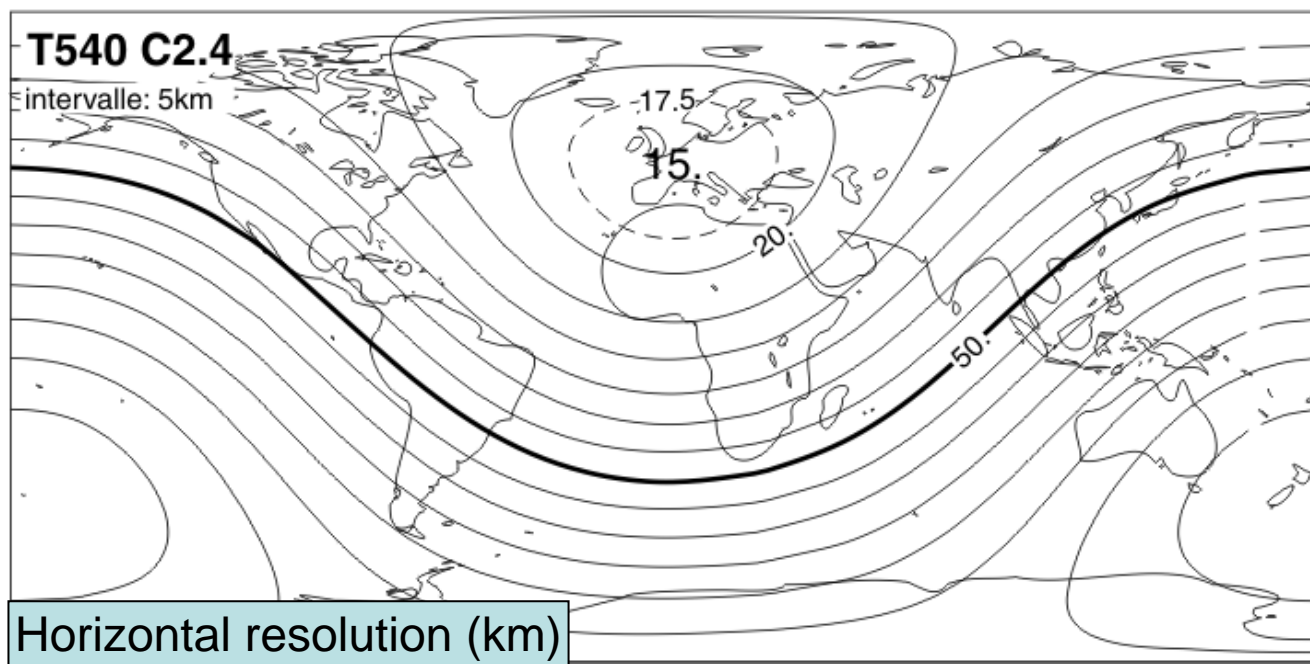 T540 C2.4
intervalle: 5km
17.5
15.
20.
50.
Horizontal resolution (km)